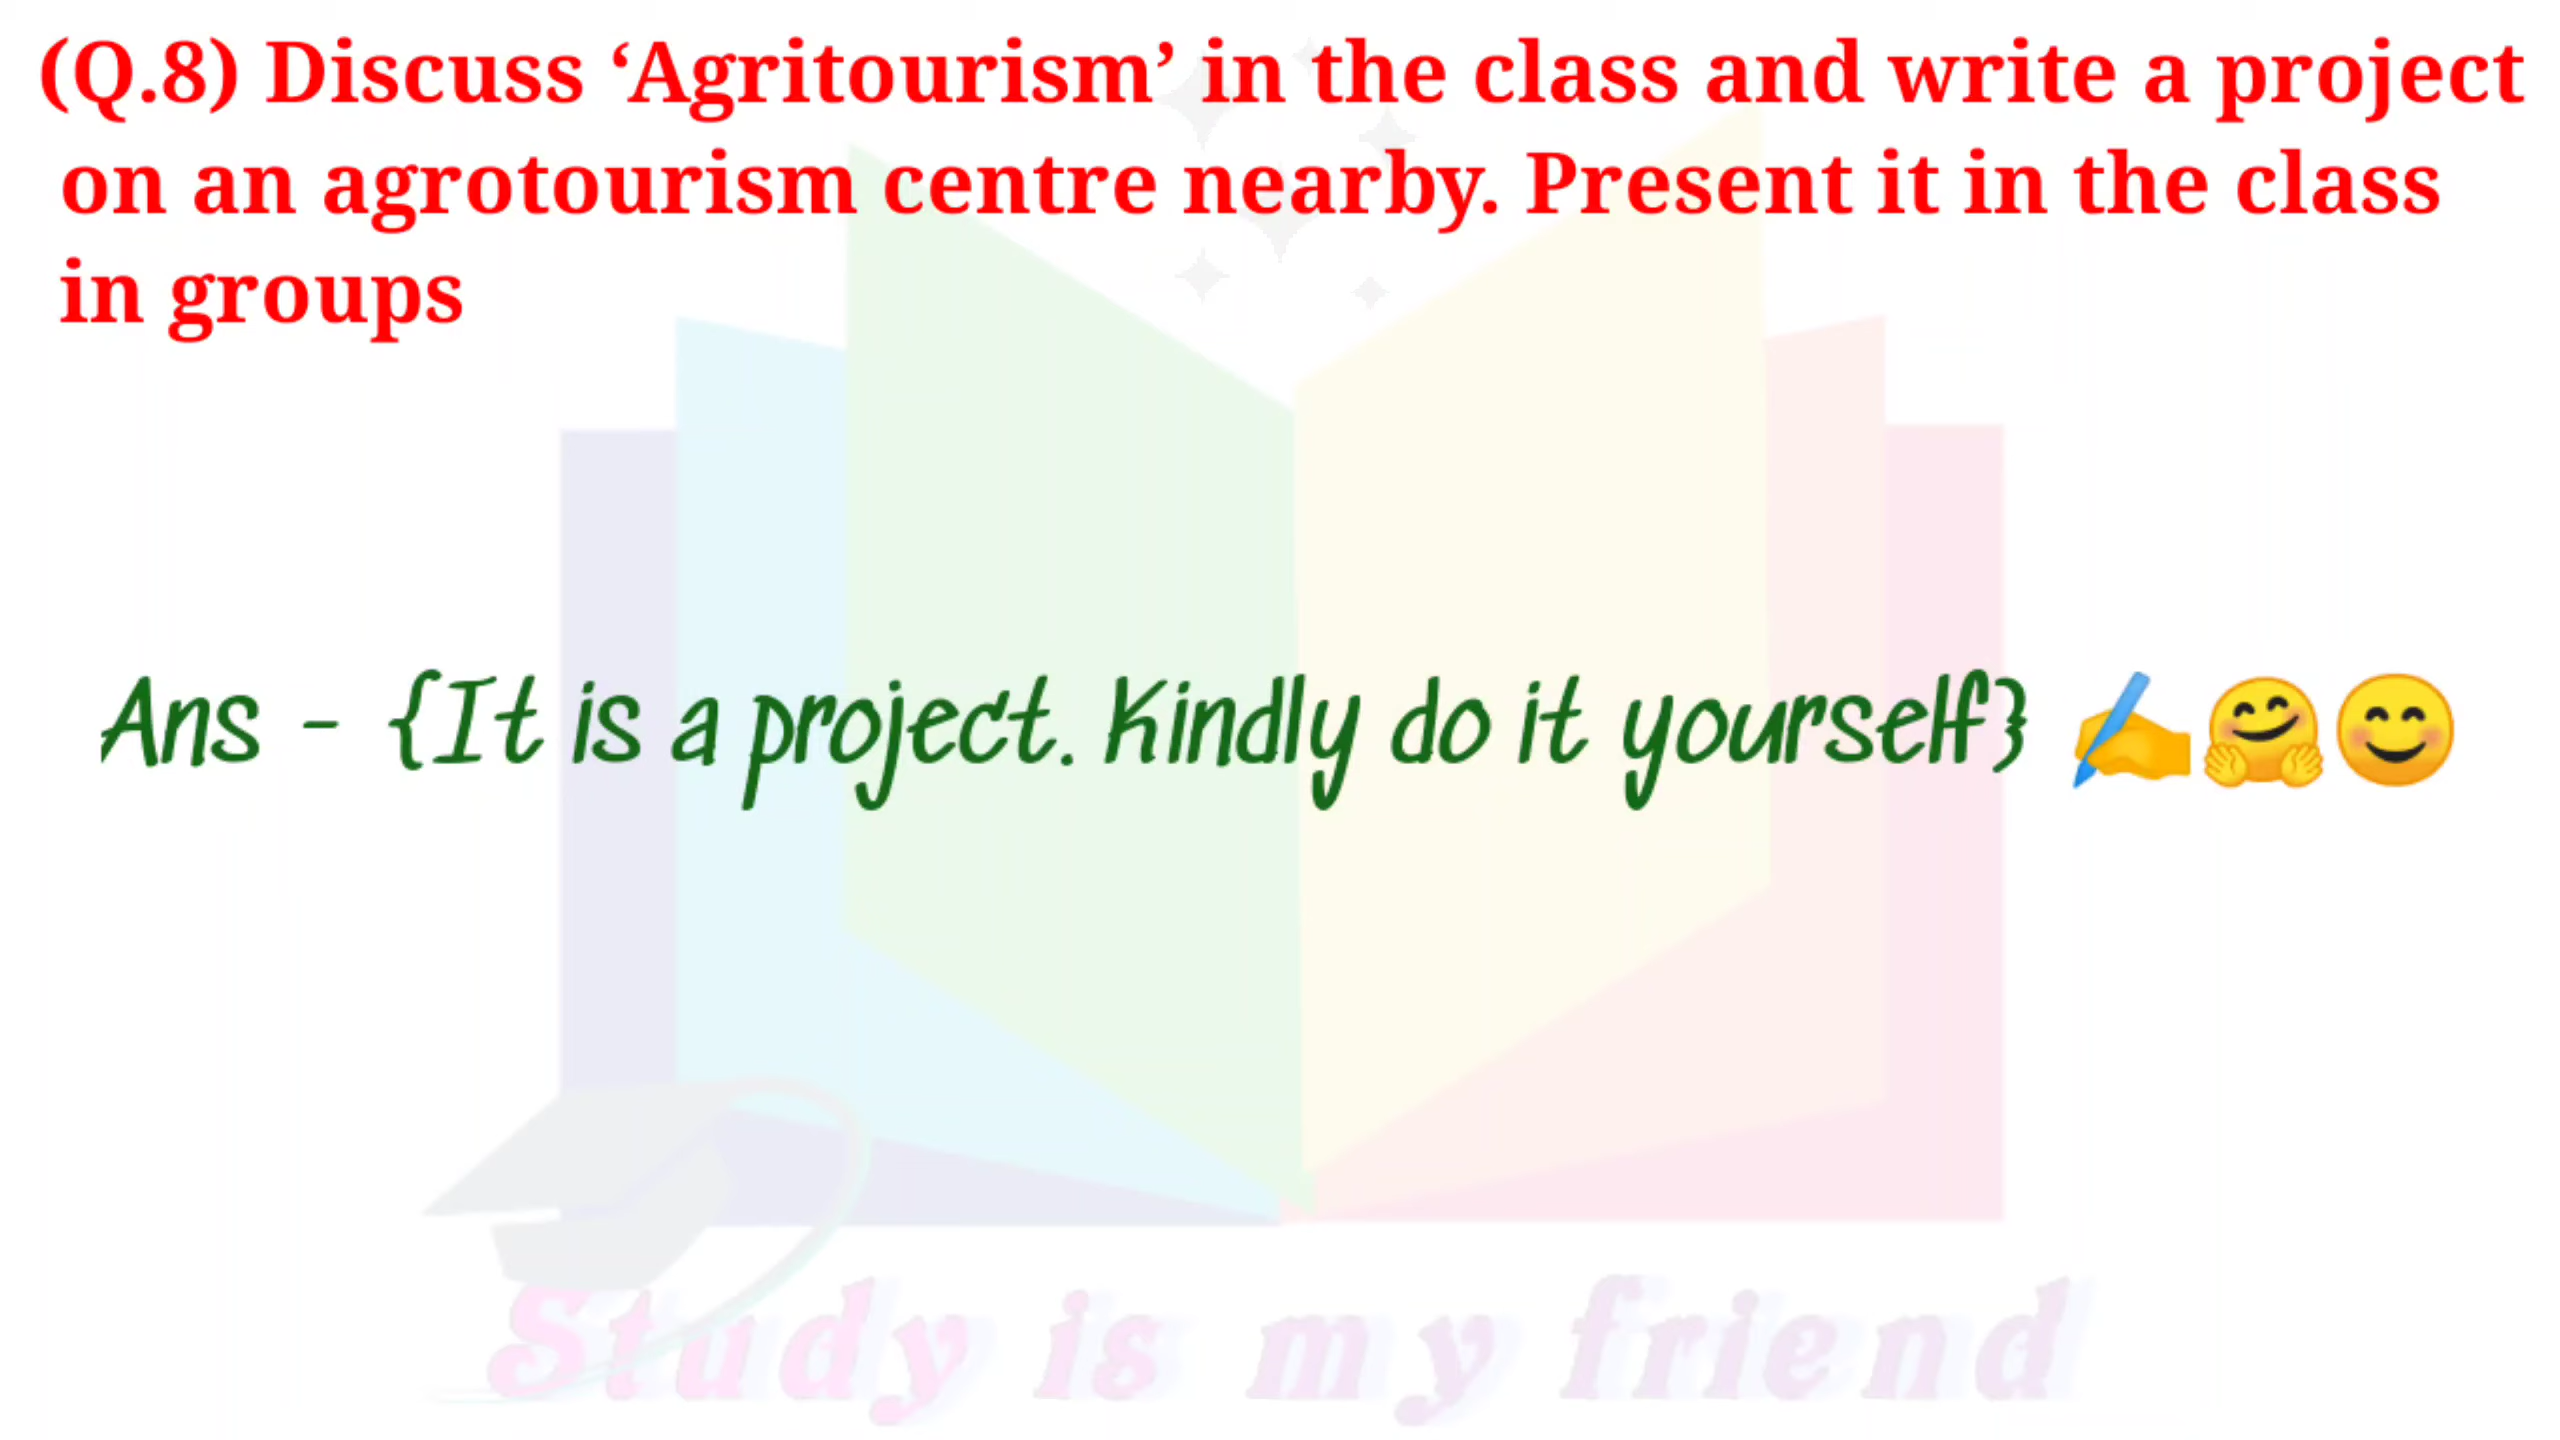 (Q.8) Discuss ‘Agritourism’ in the class and write a project
on an agrotourism centre nearby. Present it in the class
in groups
Ans - {It is a project. Kindly do it yourself} ✍️🤗😊
Study is my friend